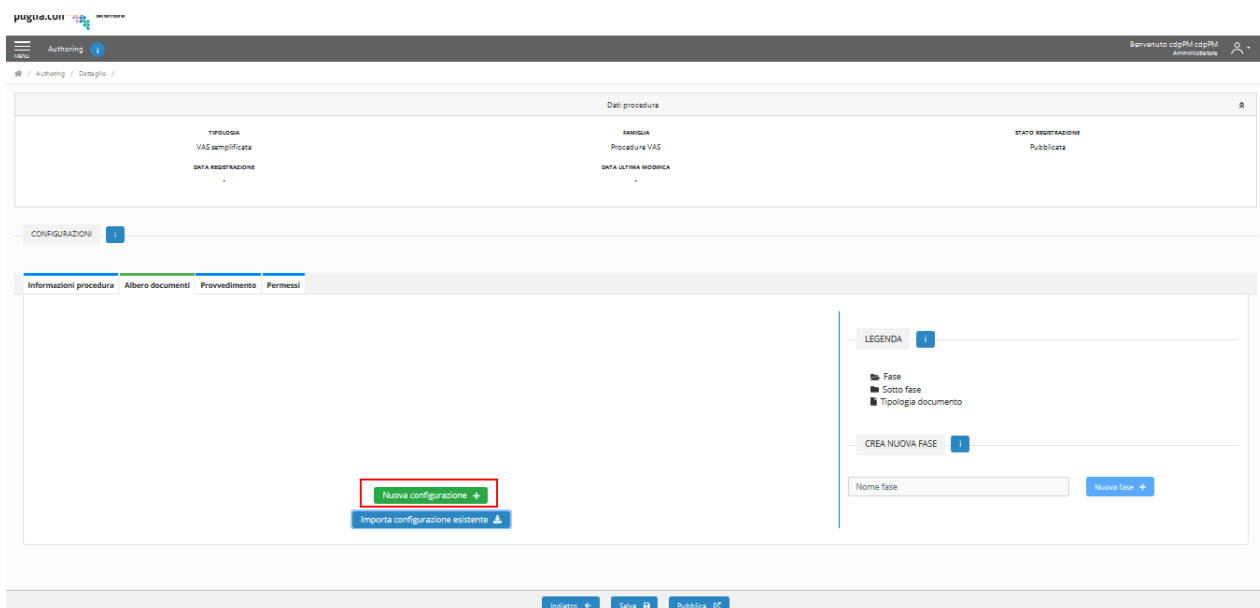 puglia.con
Authoring i
MENU
Benvenuto cdpPM cdpPM
Amministratore
/ Authoring / Dettaglio /
Dati procedura
TIPOLOGIA FAMIGLIA STATO REGISTRAZIONE
VAS semplificata Procedure VAS Pubblicata
DATA REGISTRAZIONE DATA ULTIMA MODIFICA
- -
CONFIGURAZIONI i
Informazioni procedura Albero documenti Provvedimento Permessi
LEGENDA i
Fase
Sotto fase
Tipologia documento
CREA NUOVA FASE i
Nome fase Nuova fase +
Nuova configurazione +
Importa configurazione esistente
Indietro Salva Pubblica